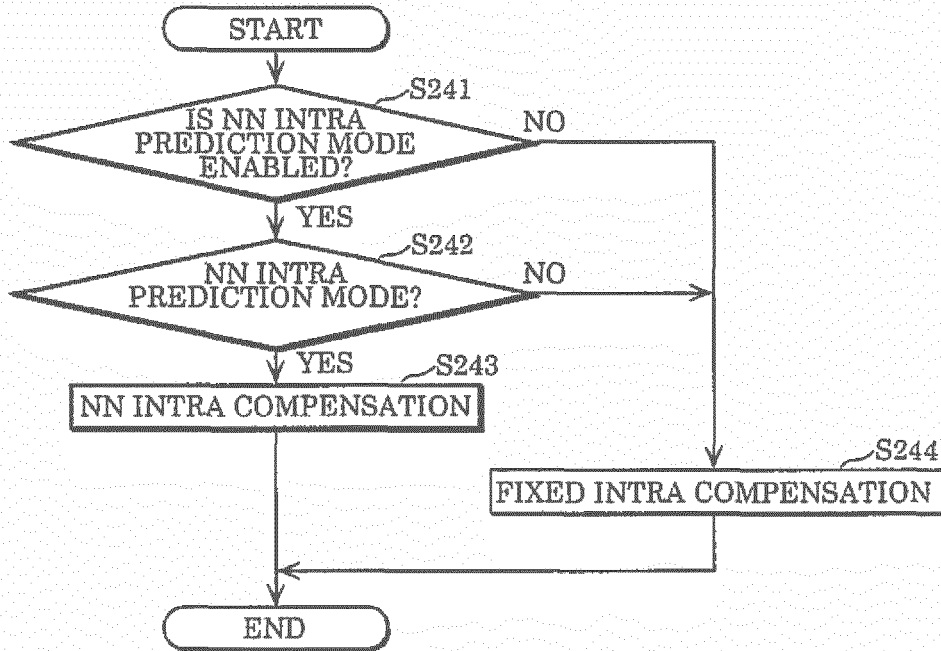 START
S241
IS NN INTRA
PREDICTION MODE
ENABLED?
NO
YES
S242
NN INTRA
PREDICTION MODE?
NO
YES
S243
NN INTRA COMPENSATION
S244
FIXED INTRA COMPENSATION
END